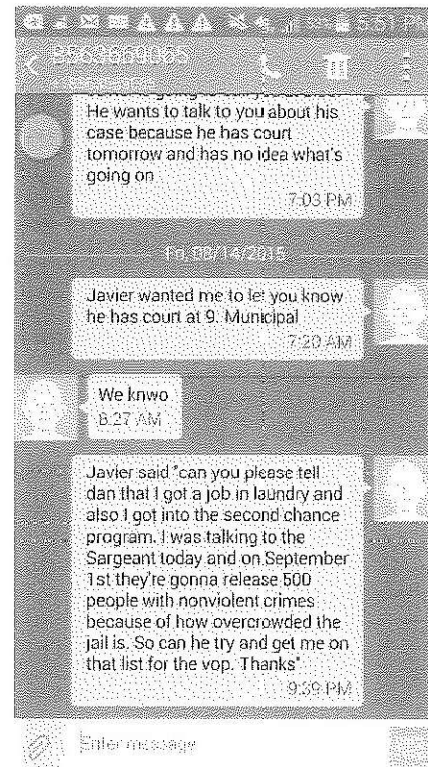 5:51 PM
He wants to talk to you about his
case because he has court
tomorrow and has no idea what's
going on
7:03 PM
Fri, 08/14/2015
Javier wanted me to let you know
he has court at 9. Municipal
7:20 AM
We knwo
8:27 AM
Javier said "can you please tell
dan that I got a job in laundry and
also I got into the second chance
program. I was talking to the
Sargeant today and on September
1st they're gonna release 500
people with nonviolent crimes
because of how overcrowded the
jail is. So can he try and get me on
that list for the vop. Thanks"
9:59 PM
Enter message